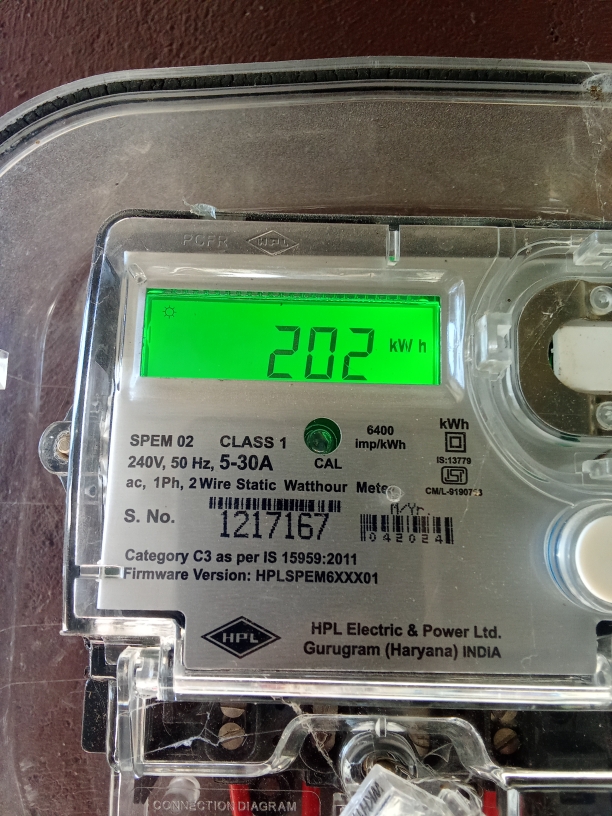 PCFR HPL
202 kWh
SPEM 02 CLASS 1
6400
imp/kWh
kWh
240V, 50 Hz, 5-30A
CAL
IS:13779
ac, 1Ph, 2 Wire Static Watthour Meter
S. No. 1217167
M/Yr.
042024
Category C3 as per IS 15959:2011
Firmware Version: HPLSPEM6XXX01
HPL
HPL Electric & Power Ltd.
Gurugram (Haryana) INDiA
CONNECTION DIAGRAM